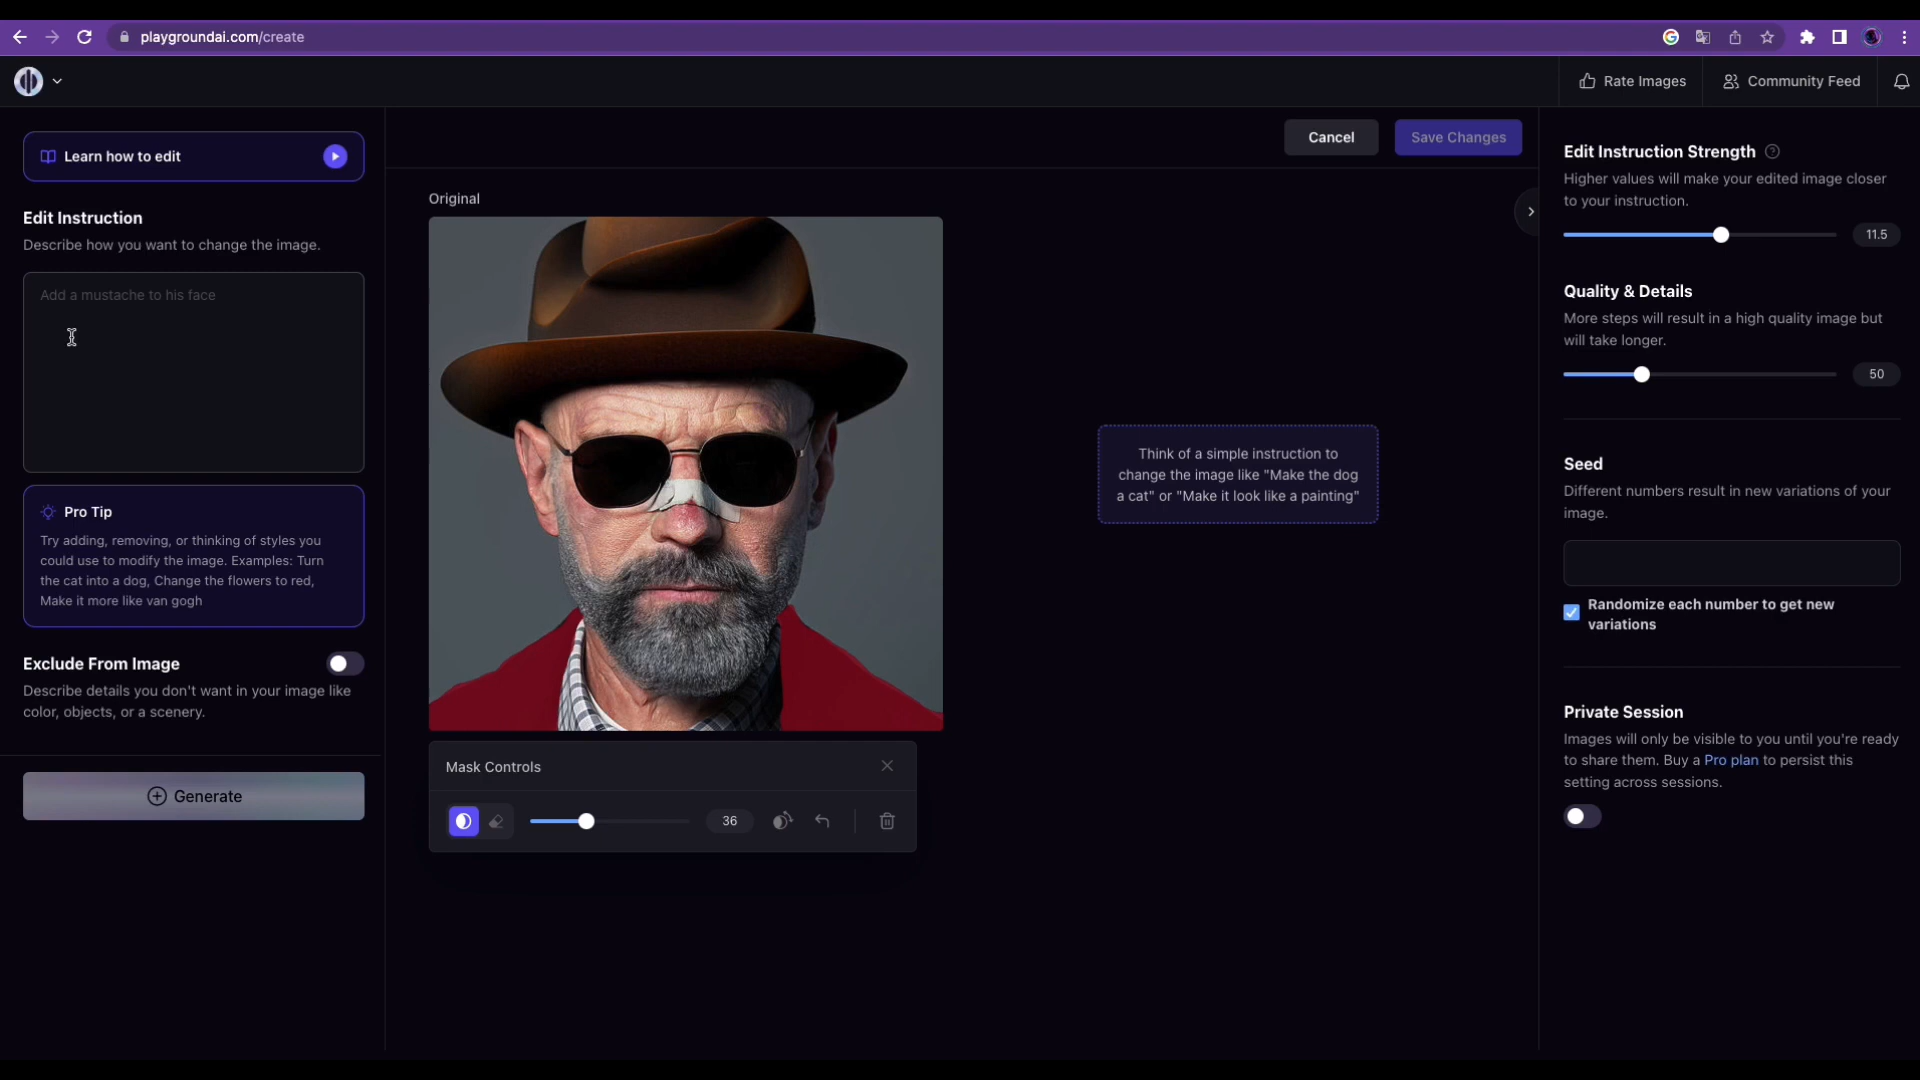 playgroundai.com/create
Rate Images
Community Feed
Learn how to edit
Edit Instruction
Describe how you want to change the image.
Add a mustache to his face
Pro Tip
Try adding, removing, or thinking of styles you
could use to modify the image. Examples: Turn
the cat into a dog, Change the flowers to red,
Make it more like van gogh
Exclude From Image
Describe details you don't want in your image like
color, objects, or a scenery.
Generate
Cancel
Save Changes
Original
Mask Controls
36
Think of a simple instruction to
change the image like "Make the dog
a cat" or "Make it look like a painting"
Edit Instruction Strength
Higher values will make your edited image closer
to your instruction.
11.5
Quality & Details
More steps will result in a high quality image but
will take longer.
50
Seed
Different numbers result in new variations of your
image.
Randomize each number to get new
variations
Private Session
Images will only be visible to you until you're ready
to share them. Buy a Pro plan to persist this
setting across sessions.